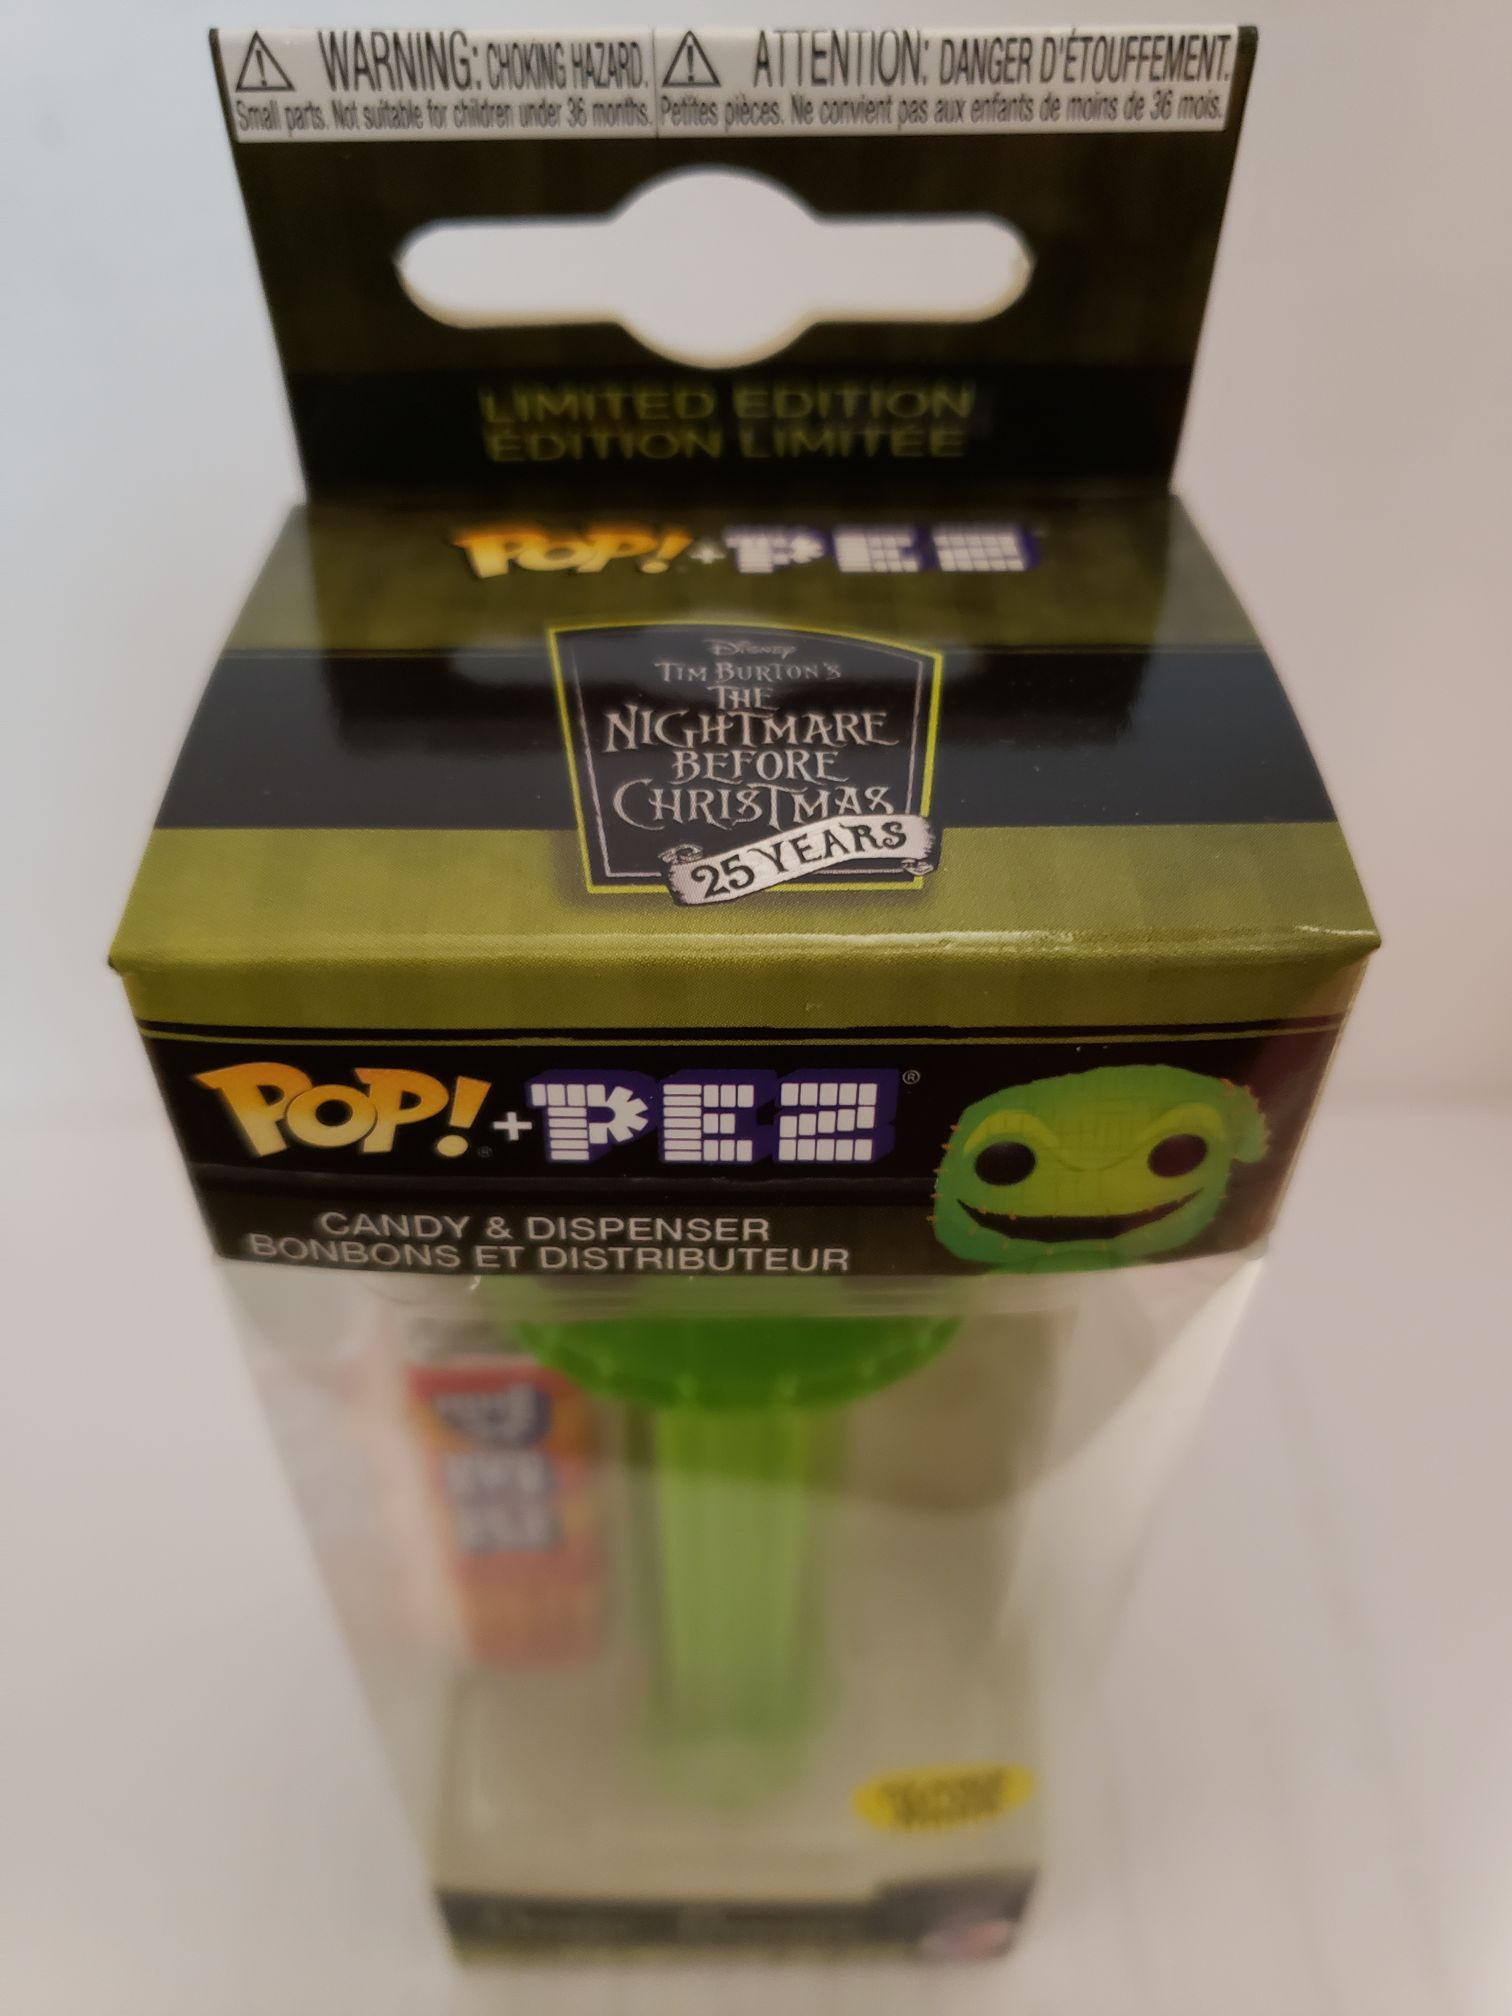 WARNING: CHOKING HAZARD.
Small parts. Not suitable for children under 36 months.
ATTENTION: DANGER D'ÉTOUFFEMENT.
Petites pièces. Ne convient pas aux enfants de moins de 36 mois.
LIMITED EDITION
ÉDITION LIMITÉE
POP! + PEZ
Disney
TIM BURTON'S
THE
NIGHTMARE
BEFORE
CHRISTMAS
25 YEARS
POP!® + PEZ®
CANDY & DISPENSER
BONBONS ET DISTRIBUTEUR